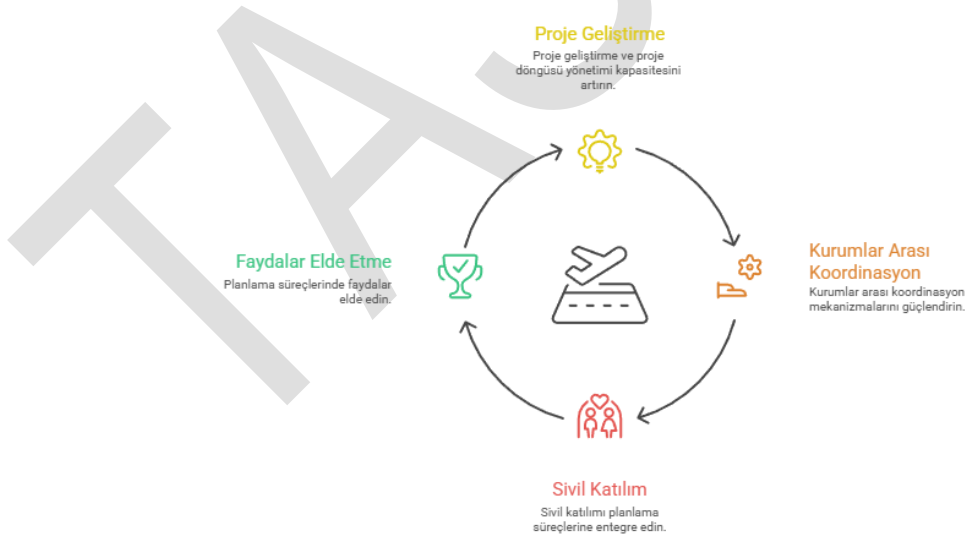 Proje Geliştirme
Proje geliştirme ve proje
döngüsü yönetimi kapasitesini
artırın.
Kurumlar Arası
Koordinasyon
Kurumlar arası koordinasyon
mekanizmalarını güçlendirin.
Sivil Katılım
Sivil katılımı planlama
süreçlerine entegre edin.
Faydalar Elde Etme
Planlama süreçlerinde faydalar
elde edin.